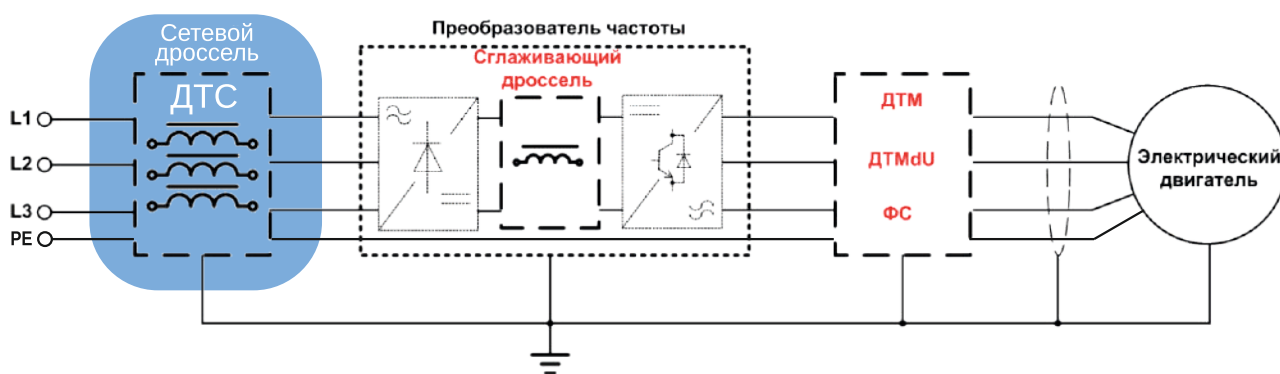 Сетевой
дроссель
ДТС
Преобразователь частоты
Сглаживающий
дроссель
L1
L2
L3
PE
ДТМ
ДТМdU
ФС
Электрический
двигатель